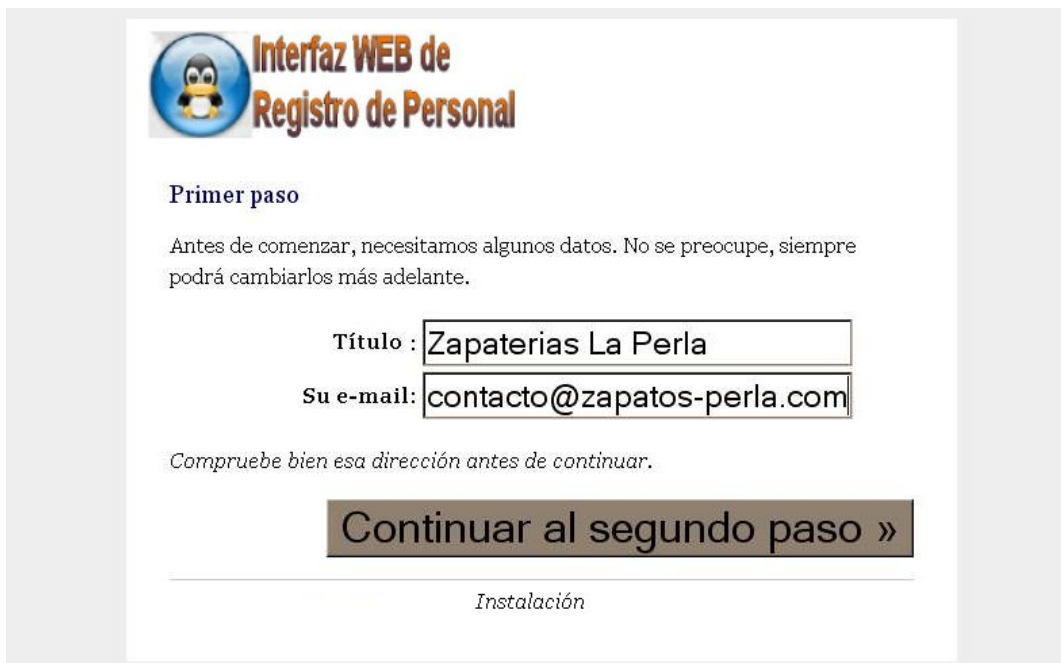 Interfaz WEB de
Registro de Personal
Primer paso
Antes de comenzar, necesitamos algunos datos. No se preocupe, siempre
podrá cambiarlos más adelante.
Título : Zapaterias La Perla
Su e-mail: contacto@zapatos-perla.com
Compruebe bien esa dirección antes de continuar.
Continuar al segundo paso »
Instalación